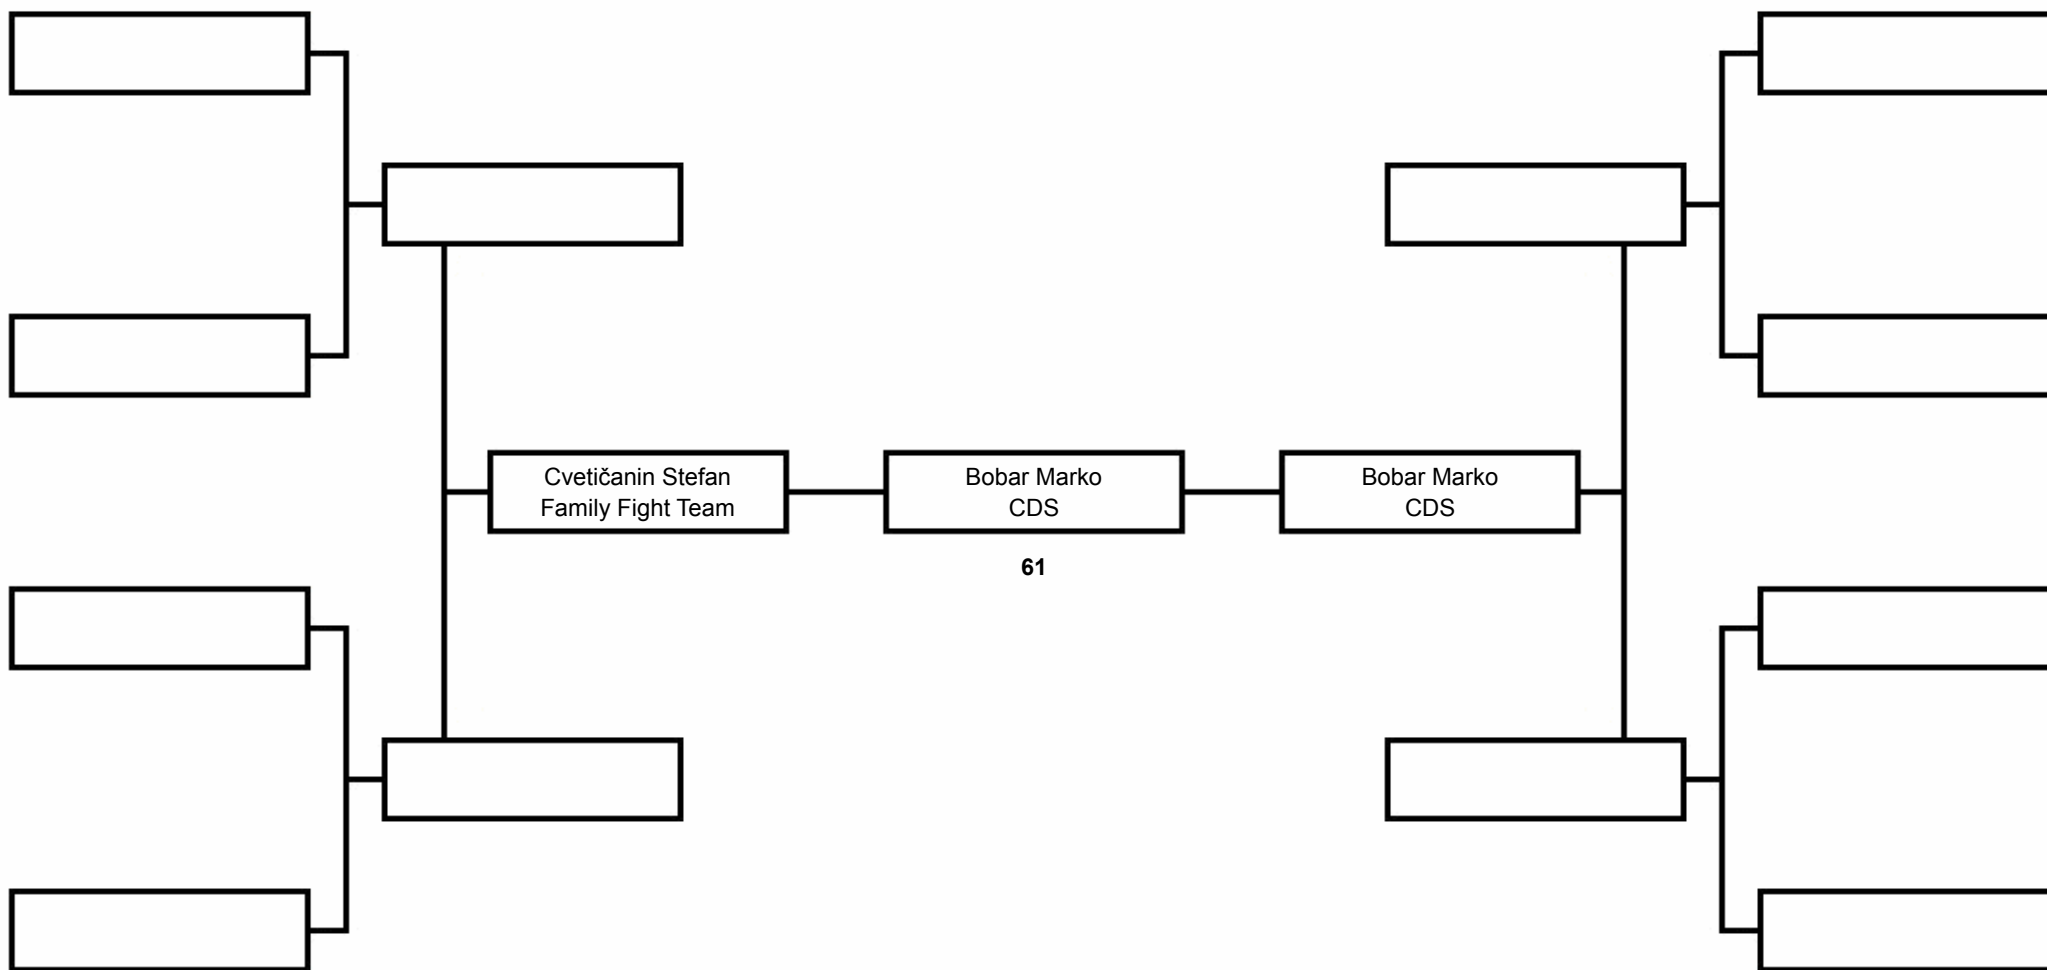 Cvetičanin Stefan
Family Fight Team
Bobar Marko
CDS
Bobar Marko
CDS
61